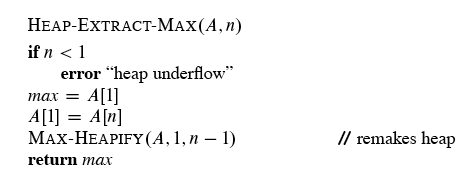 HEAP-EXTRACT-MAX(A, n)
if n < 1
error “heap underflow”
max = A[1]
A[1] = A[n]
MAX-HEAPIFY(A, 1, n − 1) // remakes heap
return max